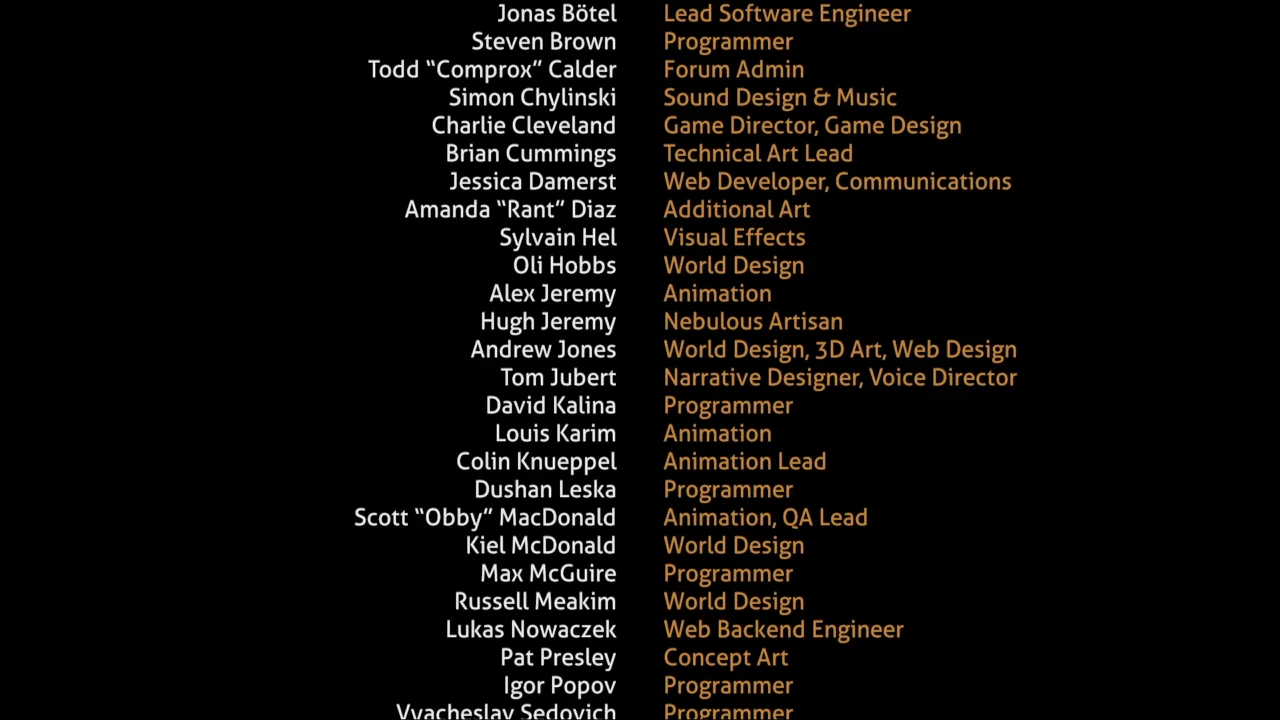 Jonas Bötel Lead Software Engineer
Steven Brown Programmer
Todd “Comprox” Calder Forum Admin
Simon Chylinski Sound Design & Music
Charlie Cleveland Game Director, Game Design
Brian Cummings Technical Art Lead
Jessica Damerst Web Developer, Communications
Amanda “Rant” Diaz Additional Art
Sylvain Hel Visual Effects
Oli Hobbs World Design
Alex Jeremy Animation
Hugh Jeremy Nebulous Artisan
Andrew Jones World Design, 3D Art, Web Design
Tom Jubert Narrative Designer, Voice Director
David Kalina Programmer
Louis Karim Animation
Colin Knueppel Animation Lead
Dushan Leska Programmer
Scott “Obby” MacDonald Animation, QA Lead
Kiel McDonald World Design
Max McGuire Programmer
Russell Meakim World Design
Lukas Nowaczek Web Backend Engineer
Pat Presley Concept Art
Igor Popov Programmer
Vyacheslav Sedovich Programmer